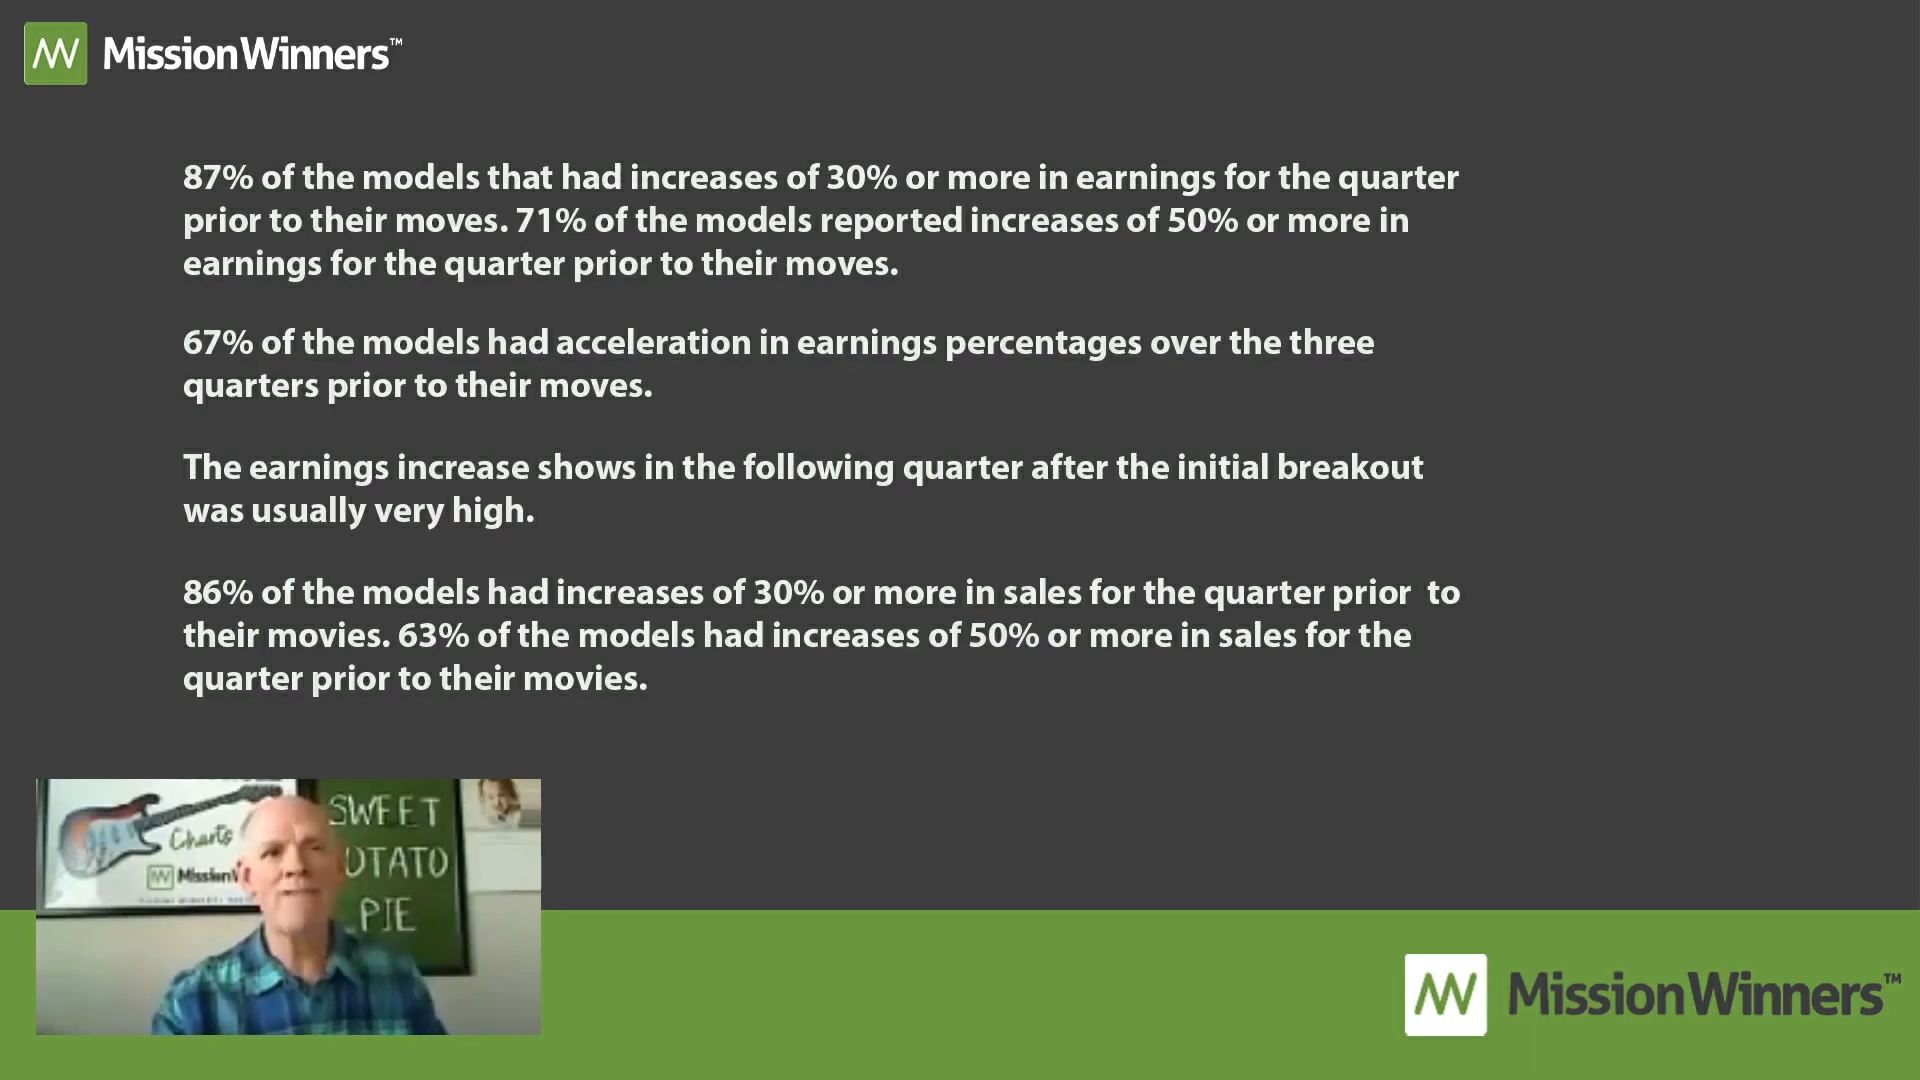 MissionWinners™
87% of the models that had increases of 30% or more in earnings for the quarter
prior to their moves. 71% of the models reported increases of 50% or more in
earnings for the quarter prior to their moves.
67% of the models had acceleration in earnings percentages over the three
quarters prior to their moves.
The earnings increase shows in the following quarter after the initial breakout
was usually very high.
86% of the models had increases of 30% or more in sales for the quarter prior  to
their movies. 63% of the models had increases of 50% or more in sales for the
quarter prior to their movies.
Charts
SWEET
OTATO
PIE
MissionWinners™